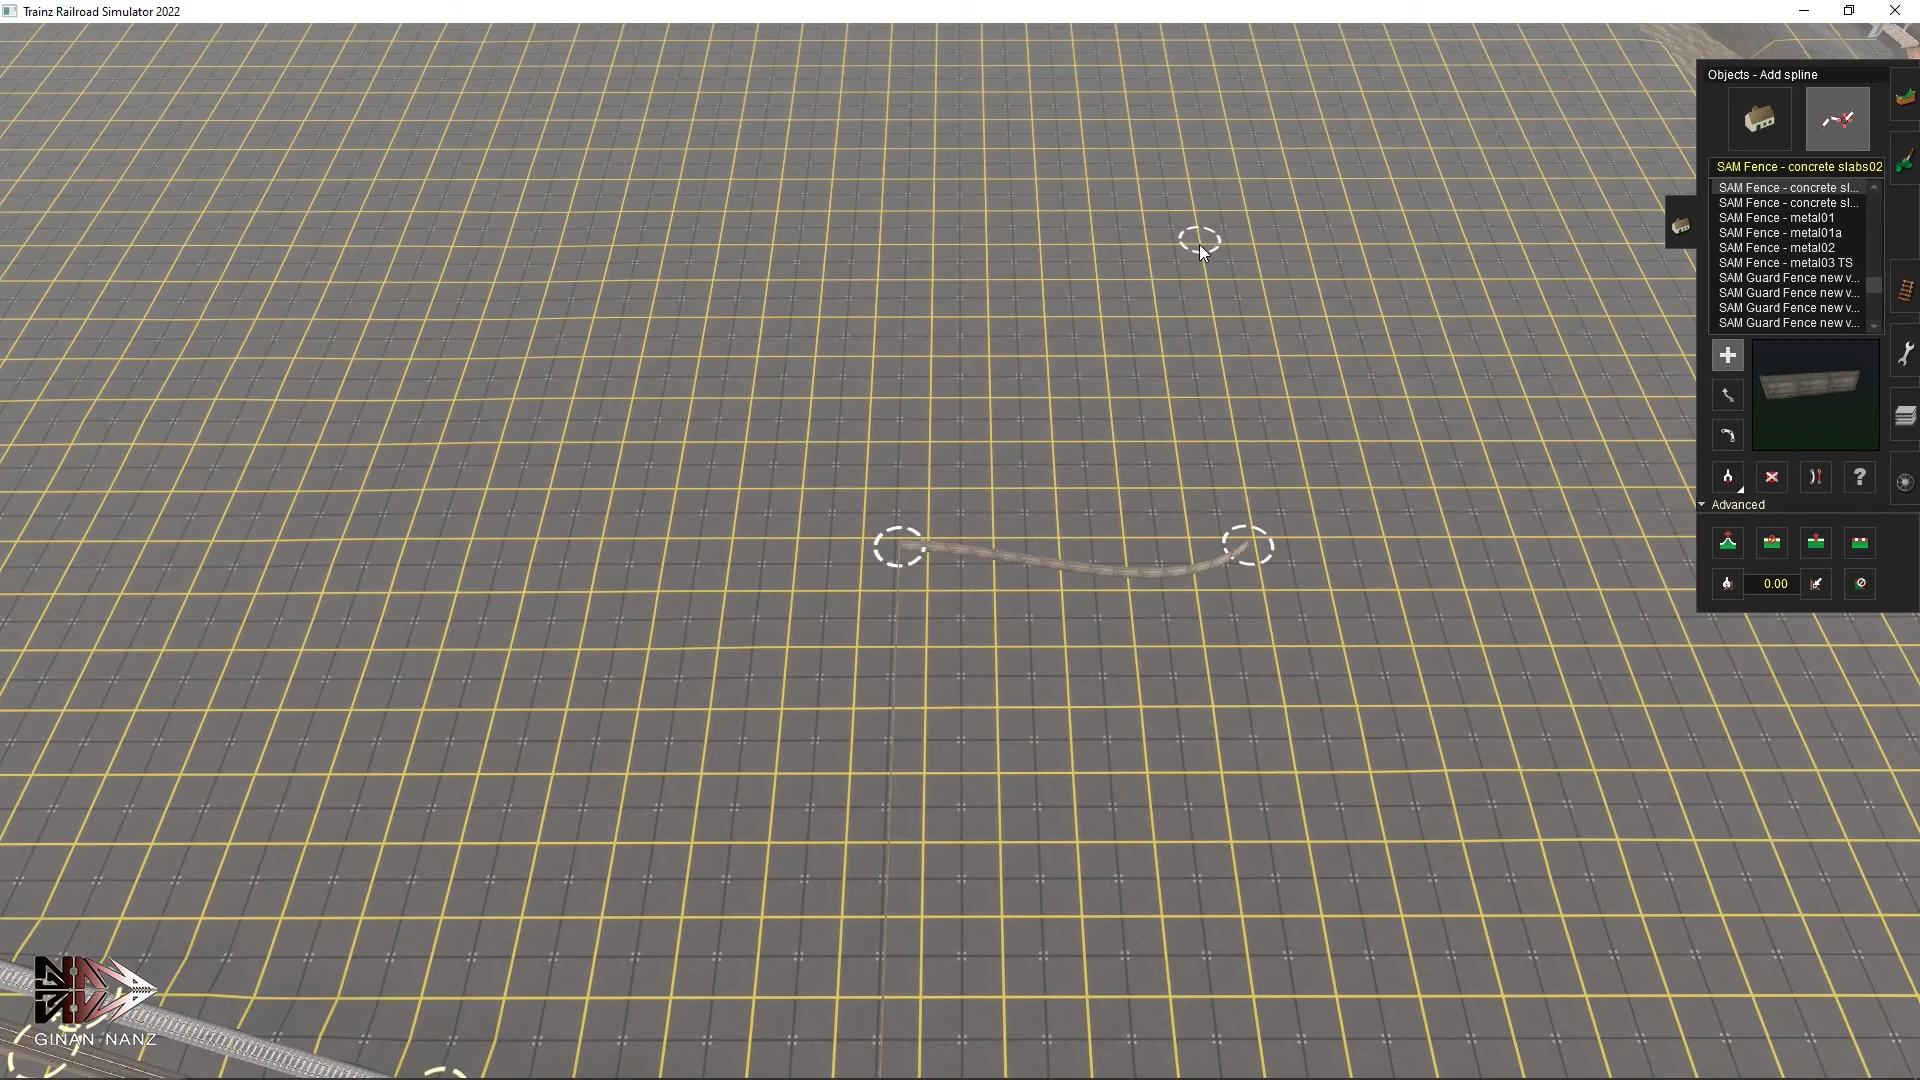 Trainz Railroad Simulator 2022
Objects - Add spline
SAM Fence - concrete slabs02
SAM Fence - concrete sl...
SAM Fence - concrete sl...
SAM Fence - metal01
SAM Fence - metal01a
SAM Fence - metal02
SAM Fence - metal03 TS
SAM Guard Fence new v...
SAM Guard Fence new v...
SAM Guard Fence new v...
SAM Guard Fence new v...
?
Advanced
0.00
GINAN NANZ